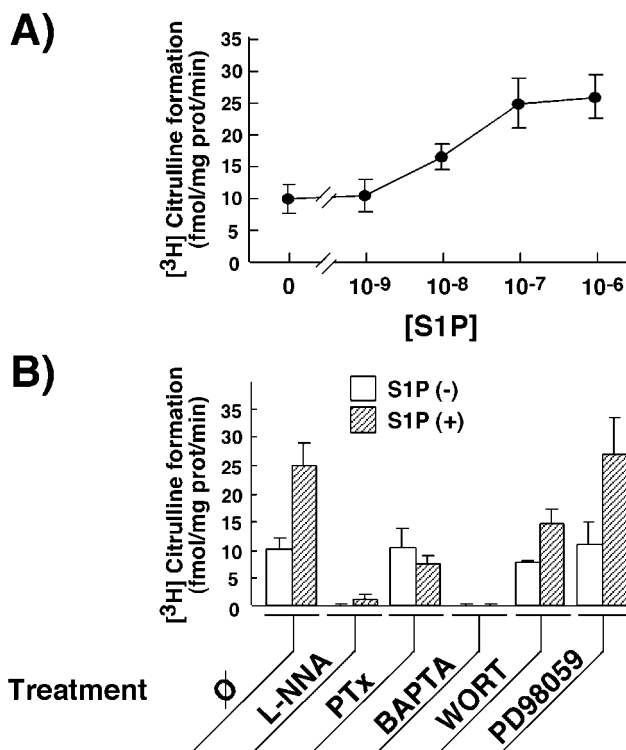 A)
[³H] Citrulline formation
(fmol/mg prot/min)
35
30
25
20
15
10
5
0
0
10⁻⁹
10⁻⁸
10⁻⁷
10⁻⁶
[S1P]
B)
[³H] Citrulline formation
(fmol/mg prot/min)
S1P (-)
S1P (+)
35
30
25
20
15
10
5
0
Treatment
Ø
L-NNA
PTx
BAPTA
WORT
PD98059